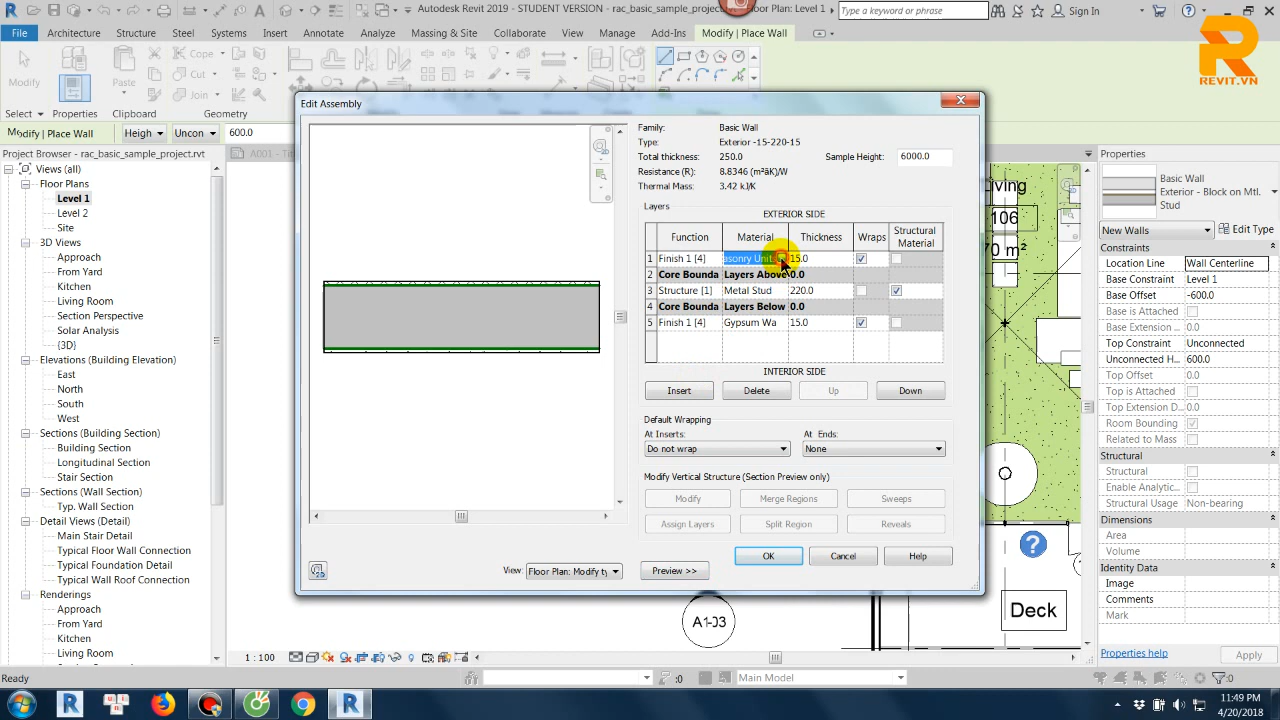 Autodesk Revit 2019 - STUDENT VERSION - rac_basic_sample_project.rvt
Floor Plan: Level 1
Type a keyword or phrase
Sign In
REVIT.VN
File Architecture Structure Steel Systems Insert Annotate Analyze Massing & Site Collaborate View Manage Add-Ins Modify | Place Wall
Modify Paste Cope Cut Join
Select Properties Clipboard Geometry
Modify | Place Wall Heigh Uncon 600.0
Project Browser - rac_basic_sample_project.rvt
Views (all)
Floor Plans
Level 1
Level 2
Site
3D Views
Approach
From Yard
Kitchen
Living Room
Section Perspective
Solar Analysis
{3D}
Elevations (Building Elevation)
East
North
South
West
Sections (Building Section)
Building Section
Longitudinal Section
Stair Section
Sections (Wall Section)
Typ. Wall Section
Detail Views (Detail)
Main Stair Detail
Typical Floor Wall Connection
Typical Foundation Detail
Typical Wall Roof Connection
Renderings
Approach
From Yard
Kitchen
Edit Assembly
Family: Basic Wall
Type: Exterior -15-220-15
Total thickness: 250.0 Sample Height: 6000.0
Resistance (R): 8.8346 (m²āK)/W
Thermal Mass: 3.42 kJ/K
Layers
EXTERIOR SIDE
Function Material Thickness Wraps Structural Material
1 Finish 1 [4] asonry Unit 15.0
2 Core Bounda Layers Above 0.0
3 Structure [1] Metal Stud 220.0
4 Core Bounda Layers Below 0.0
5 Finish 1 [4] Gypsum Wa 15.0
INTERIOR SIDE
Insert Delete Up Down
Default Wrapping
At Inserts: At Ends:
Do not wrap None
Modify Vertical Structure (Section Preview only)
Modify Merge Regions Sweeps
Assign Layers Split Region Reveals
OK Cancel Help
View: Floor Plan: Modify ty Preview >>
Living
106
70 m²
Deck
A1-03
Properties
Basic Wall
Exterior - Block on Mtl. Stud
New Walls Edit Type
Constraints
Location Line Wall Centerline
Base Constraint Level 1
Base Offset -600.0
Base is Attached
Base Extension
Top Constraint Unconnected
Unconnected H... 600.0
Top Offset 0.0
Top is Attached
Top Extension D... 0.0
Room Bounding
Related to Mass
Structural
Structural
Enable Analytic...
Structural Usage Non-bearing
Dimensions
Area
Volume
Identity Data
Image
Comments
Mark
Properties help Apply
1 : 100
Ready
:0
Main Model
:0
11:49 PM
4/20/2018